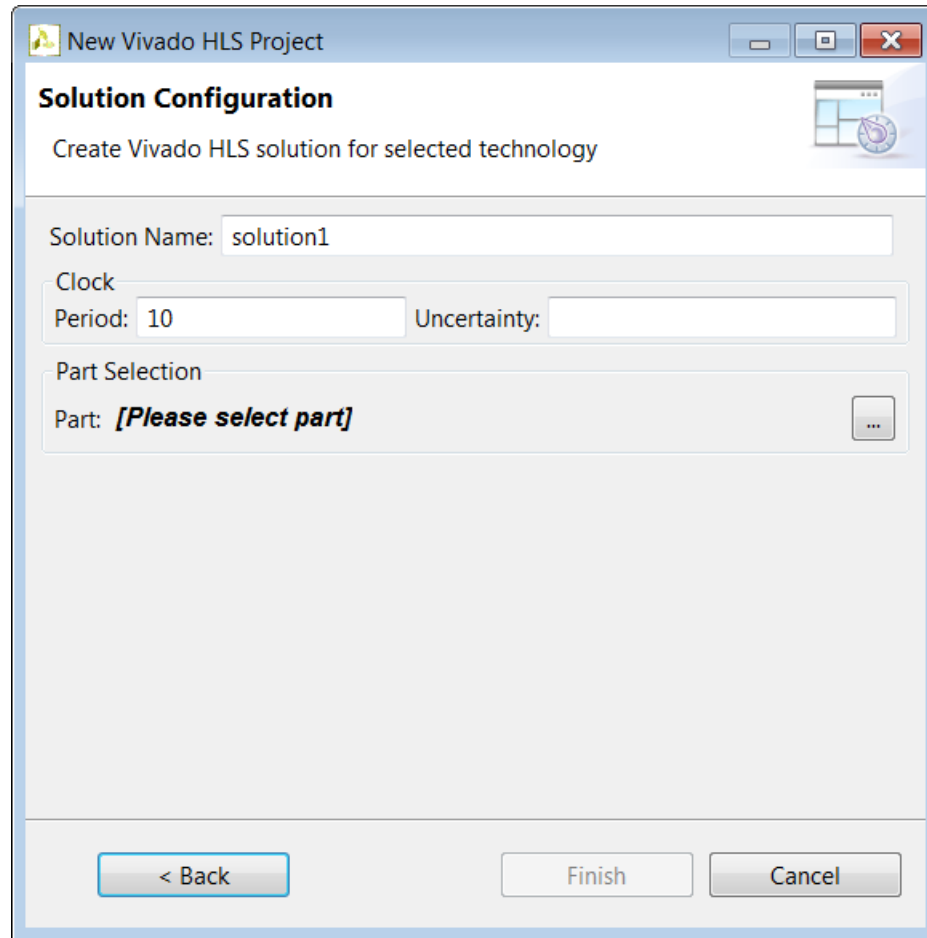 New Vivado HLS Project
Solution Configuration
Create Vivado HLS solution for selected technology
Solution Name: solution1
Clock
Period: 10 Uncertainty:
Part Selection
Part: [Please select part] ...
< Back Finish Cancel